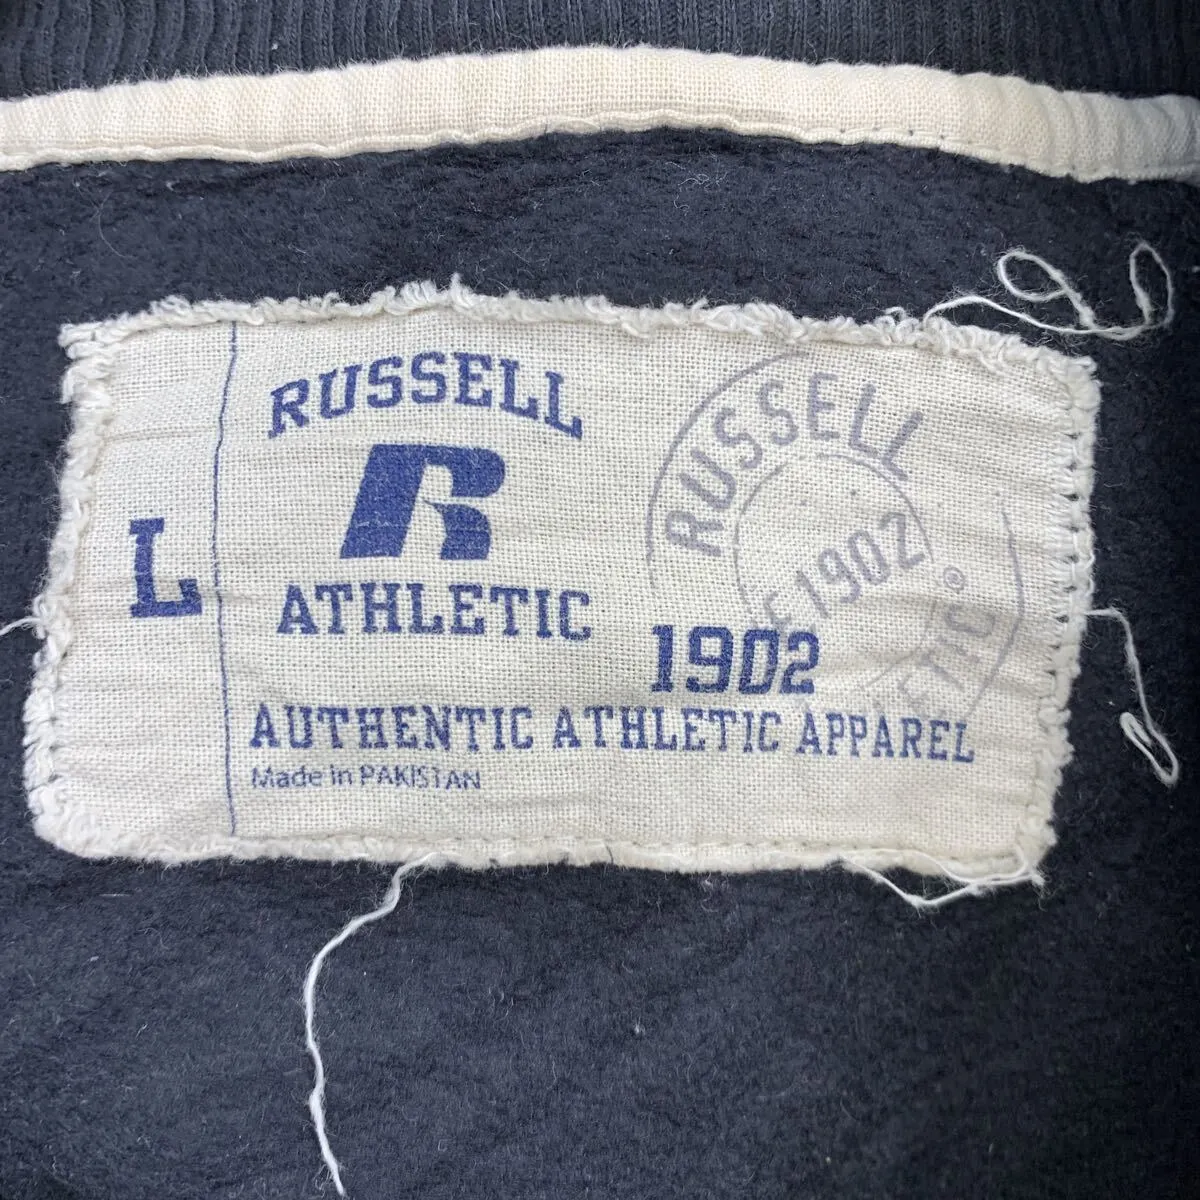 L
RUSSELL
R
ATHLETIC
1902
AUTHENTIC ATHLETIC APPAREL
Made in PAKISTAN
RUSSELL
1902